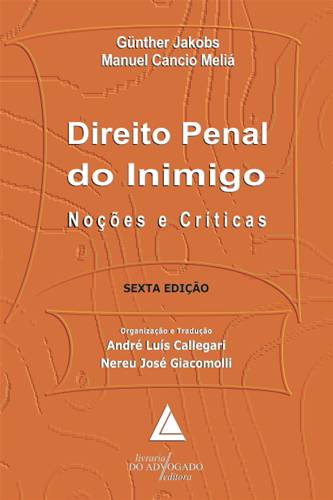 Günther Jakobs
Manuel Cancio Meliá
Direito Penal
do Inimigo
Noções e Críticas
SEXTA EDIÇÃO
Organização e Tradução
André Luís Callegari
Nereu José Giacomolli
livraria
DO ADVOGADO
editora